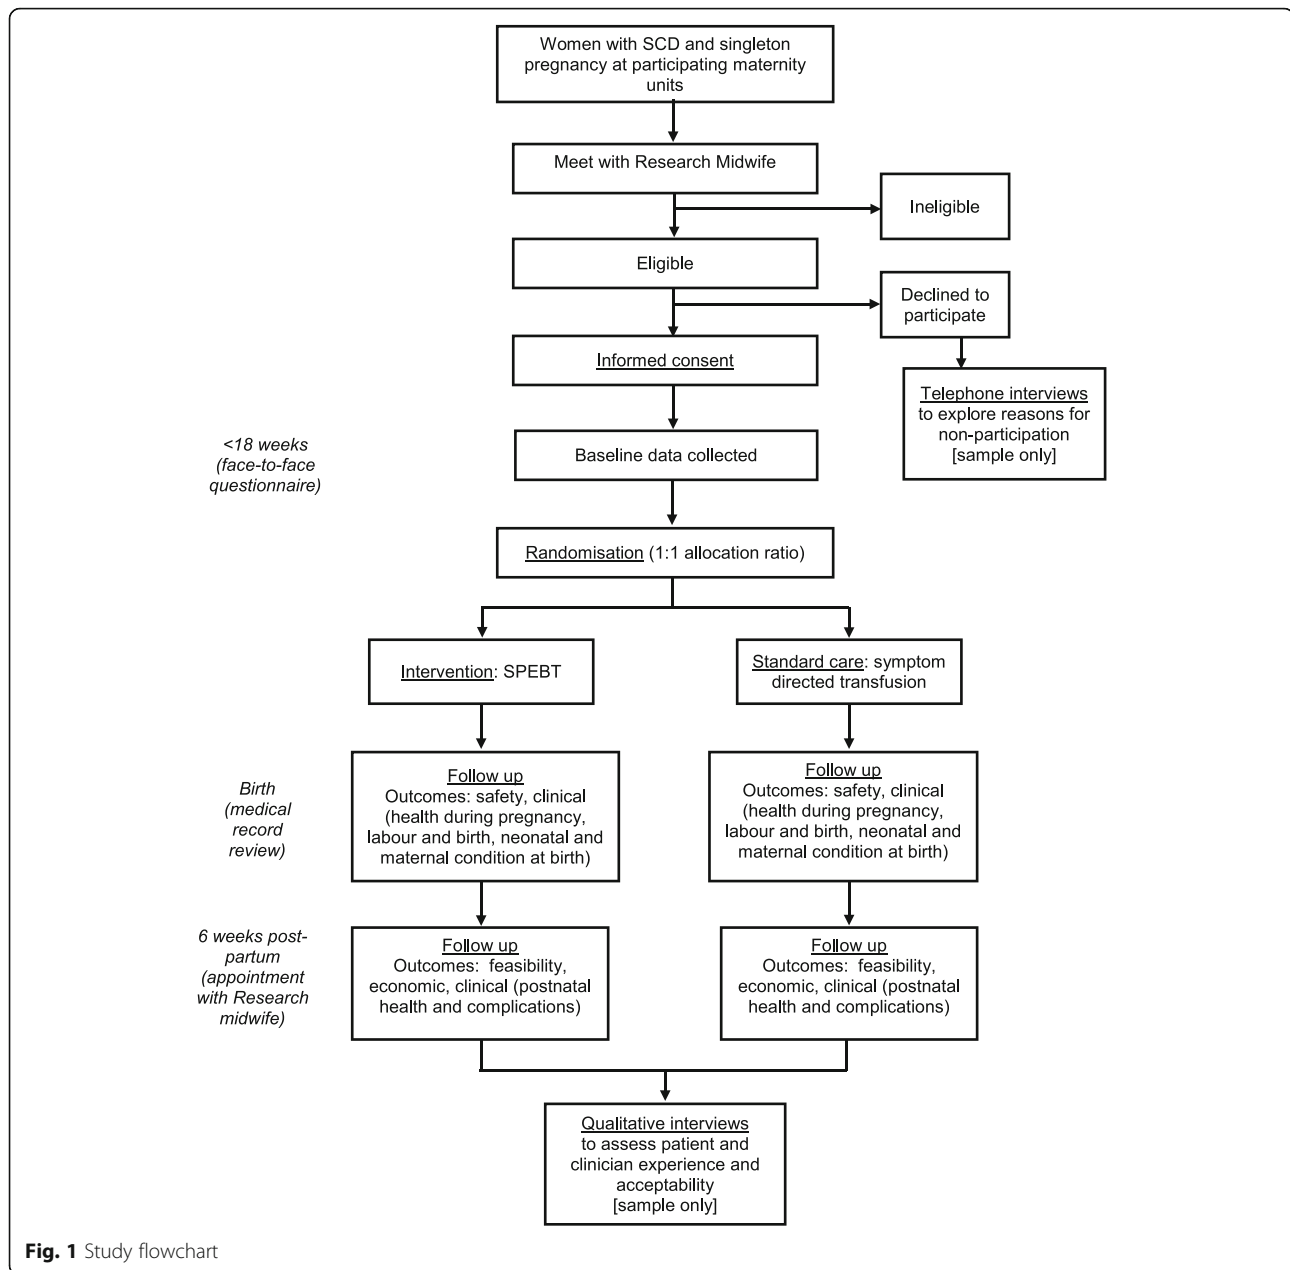 Women with SCD and singleton
pregnancy at participating maternity
units
Meet with Research Midwife
Ineligible
Eligible
Declined to
participate
Informed consent
Telephone interviews
to explore reasons for
non-participation
[sample only]
<18 weeks
(face-to-face
questionnaire)
Baseline data collected
Randomisation (1:1 allocation ratio)
Intervention: SPEBT
Standard care: symptom
directed transfusion
Birth
(medical
record
review)
Follow up
Outcomes: safety, clinical
(health during pregnancy,
labour and birth, neonatal and
maternal condition at birth)
Follow up
Outcomes: safety, clinical
(health during pregnancy,
labour and birth, neonatal and
maternal condition at birth)
6 weeks post-
partum
(appointment
with Research
midwife)
Follow up
Outcomes: feasibility,
economic, clinical (postnatal
health and complications)
Follow up
Outcomes: feasibility,
economic, clinical (postnatal
health and complications)
Qualitative interviews
to assess patient and
clinician experience and
acceptability
[sample only]
Fig. 1 Study flowchart